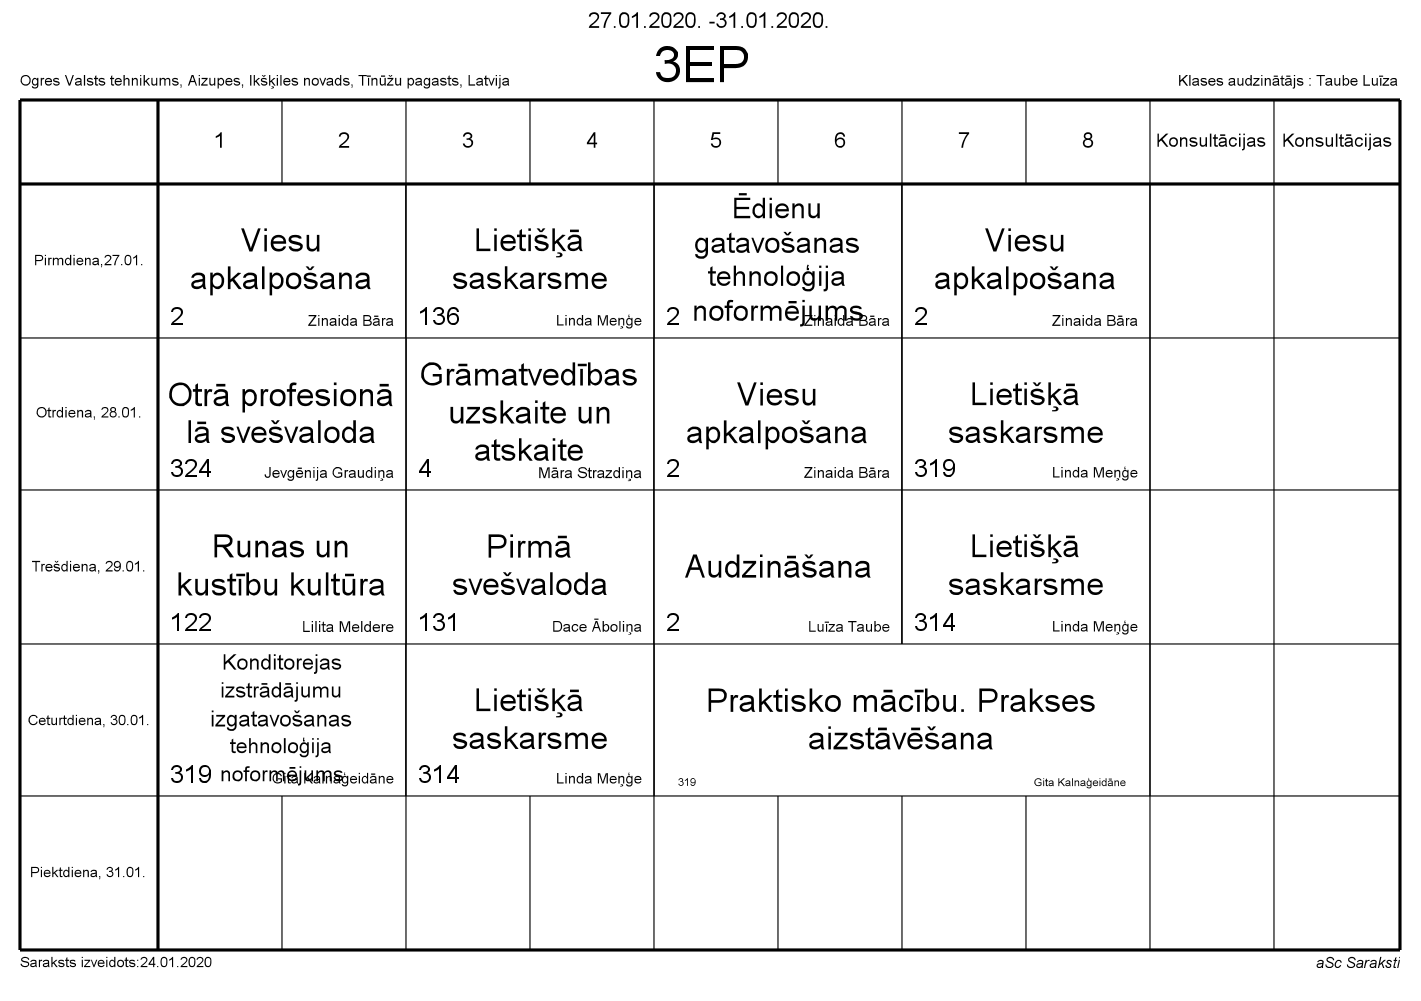 27.01.2020. -31.01.2020.
3EP
Ogres Valsts tehnikums, Aizupes, Ikšķiles novads, Tīnūžu pagasts, Latvija
Klases audzinātājs : Taube Luīza
1 2 3 4 5 6 7 8 Konsultācijas Konsultācijas
Pirmdiena,27.01.
Viesu
apkalpošana
2 Zinaida Bāra
Lietišķā
saskarsme
136 Linda Meņģe
Ēdienu
gatavošanas
tehnoloģija
noformējums
2 Zinaida Bāra
Viesu
apkalpošana
2 Zinaida Bāra
Otrdiena, 28.01.
Otrā profesionā
lā svešvaloda
324 Jevgēnija Graudiņa
Grāmatvedības
uzskaite un
atskaite
4 Māra Strazdiņa
Viesu
apkalpošana
2 Zinaida Bāra
Lietišķā
saskarsme
319 Linda Meņģe
Trešdiena, 29.01.
Runas un
kustību kultūra
122 Lilita Meldere
Pirmā
svešvaloda
131 Dace Āboliņa
Audzināšana
2 Luīza Taube
Lietišķā
saskarsme
314 Linda Meņģe
Ceturtdiena, 30.01.
Konditorejas
izstrādājumu
izgatavošanas
tehnoloģija
noformējums
319 Gita Kalnaģeidāne
Lietišķā
saskarsme
314 Linda Meņģe
Praktisko mācību. Prakses
aizstāvēšana
319 Gita Kalnaģeidāne
Piektdiena, 31.01.
Saraksts izveidots:24.01.2020
aSc Saraksti